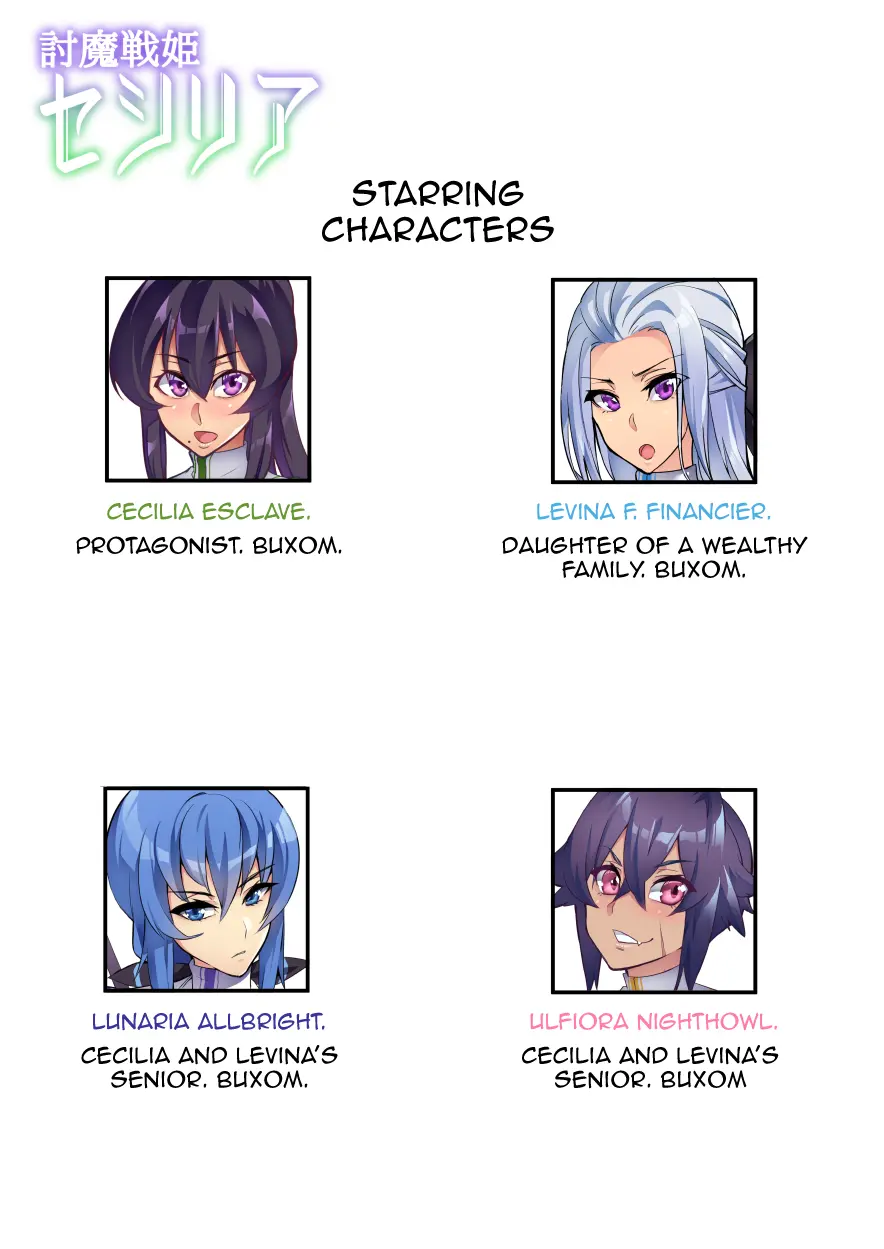 討魔戦姫
セシリア
STARRING
CHARACTERS
CECILIA ESCLAVE.
PROTAGONIST. BUXOM.
LEVINA F. FINANCIER.
DAUGHTER OF A WEALTHY
FAMILY. BUXOM.
LUNARIA ALLBRIGHT.
CECILIA AND LEVINA'S
SENIOR. BUXOM.
ULFIORA NIGHTHOWL.
CECILIA AND LEVINA'S
SENIOR. BUXOM